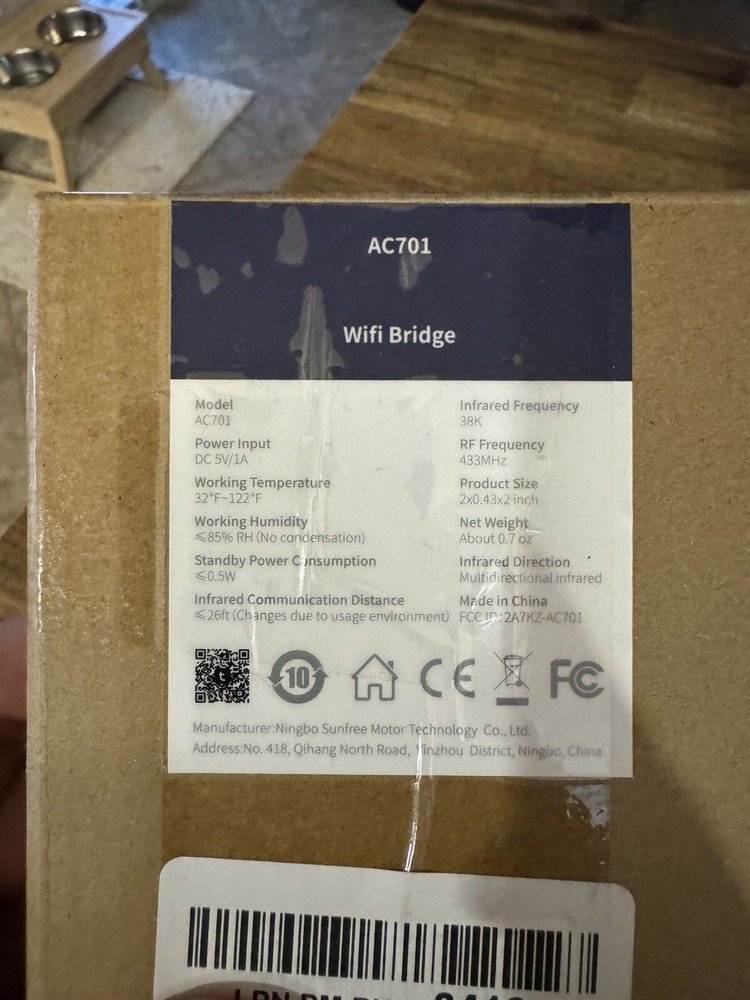 AC701
Wifi Bridge
Model
AC701
Power Input
DC 5V/1A
Working Temperature
32°F~122°F
Working Humidity
≤85% RH (No condensation)
Standby Power Consumption
≤0.5W
Infrared Communication Distance
≤26ft (Changes due to usage environment)
Infrared Frequency
38K
RF Frequency
433MHz
Product Size
2x0.43x2 inch
Net Weight
About 0.7 oz
Infrared Direction
Multidirectional infrared
Made in China
FCC ID:2A7KZ-AC701
10
CE
FC
Manufacturer:Ningbo Sunfree Motor Technology Co., Ltd.
Address:No. 418, Qihang North Road, Yinzhou District, Ningbo, China